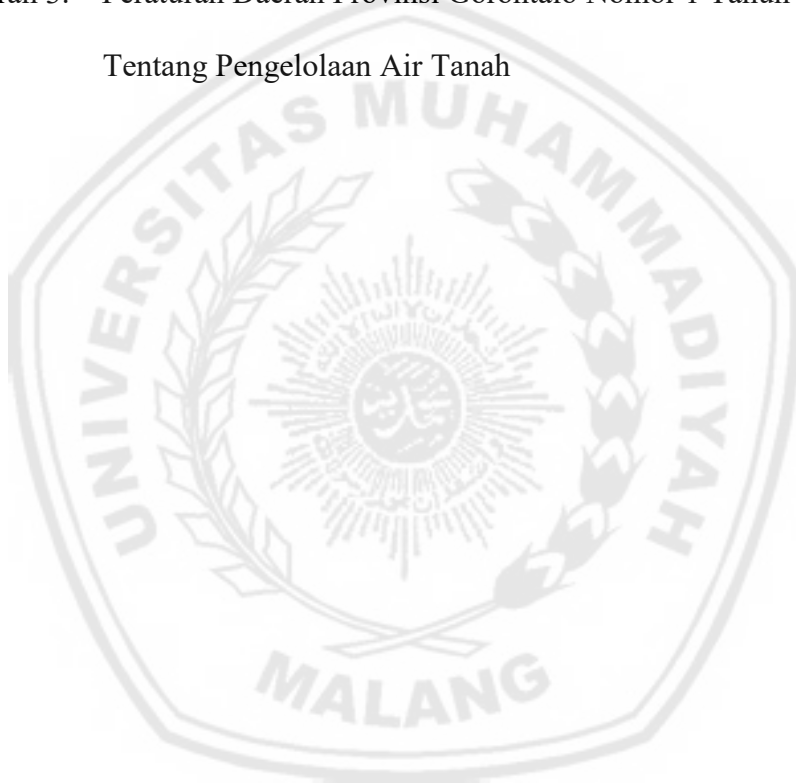 Peraturan Daerah Provinsi Gorontalo Nomor 1 Tahun
Tentang Pengelolaan Air Tanah
UNIVERSITAS MUHAMMADIYAH
MALANG